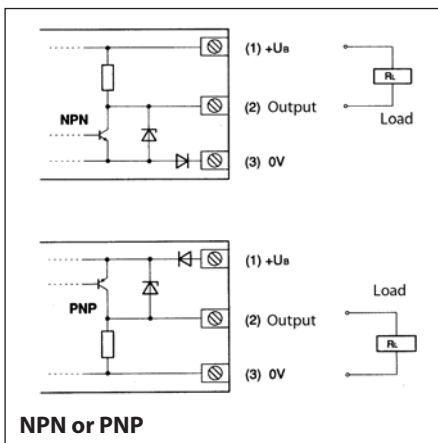 (1) +UB
RL
NPN
(2) Output
Load
(3) 0V
(1) +UB
Load
PNP
(2) Output
RL
(3) 0V
NPN or PNP